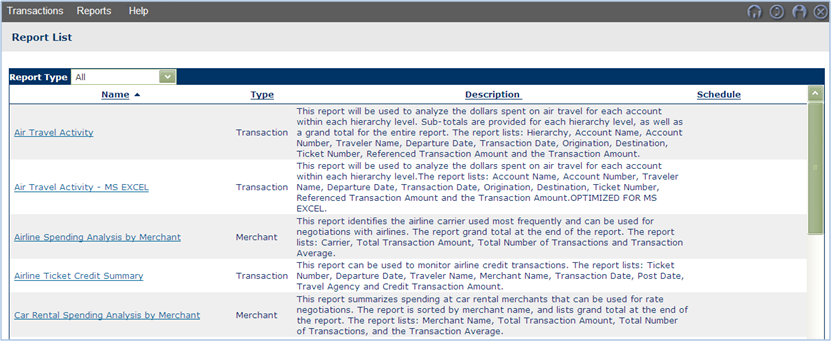 Transactions Reports Help
Report List
Report Type All
Name Type Description Schedule
This report will be used to analyze the dollars spent on air travel for each account
within each hierarchy level. Sub-totals are provided for each hierarchy level, as well as
Air Travel Activity Transaction a grand total for the entire report. The report lists: Hierarchy, Account Name, Account
Number, Traveler Name, Departure Date, Transaction Date, Origination, Destination,
Ticket Number, Referenced Transaction Amount and the Transaction Amount.
This report will be used to analyze the dollars spent on air travel for each account
within each hierarchy level.The report lists: Account Name, Account Number, Traveler
Air Travel Activity - MS EXCEL Transaction Name, Departure Date, Transaction Date, Origination, Destination, Ticket Number,
Referenced Transaction Amount and the Transaction Amount.OPTIMIZED FOR MS
EXCEL.
This report identifies the airline carrier used most frequently and can be used for
Airline Spending Analysis by Merchant Merchant negotiations with airlines. The report grand total at the end of the report. The report
lists: Carrier, Total Transaction Amount, Total Number of Transactions and Transaction
Average.
This report can be used to monitor airline credit transactions. The report lists: Ticket
Airline Ticket Credit Summary Transaction Number, Departure Date, Traveler Name, Merchant Name, Transaction Date, Post Date,
Travel Agency and Credit Transaction Amount.
This report summarizes spending at car rental merchants that can be used for rate
Car Rental Spending Analysis by Merchant Merchant negotiations. The report is sorted by merchant name, and lists grand total at the end of
the report. The report lists: Merchant Name, Total Transaction Amount, Total Number
of Transactions, and the Transaction Average.